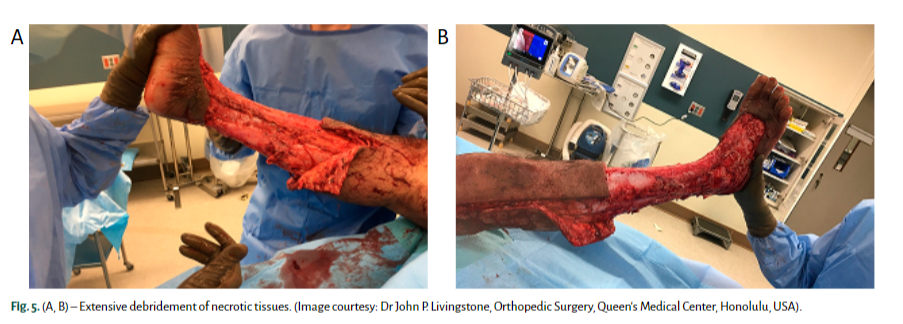 A
B
Fig. 5. (A, B) – Extensive debridement of necrotic tissues. (Image courtesy: Dr John P. Livingstone, Orthopedic Surgery, Queen's Medical Center, Honolulu, USA).